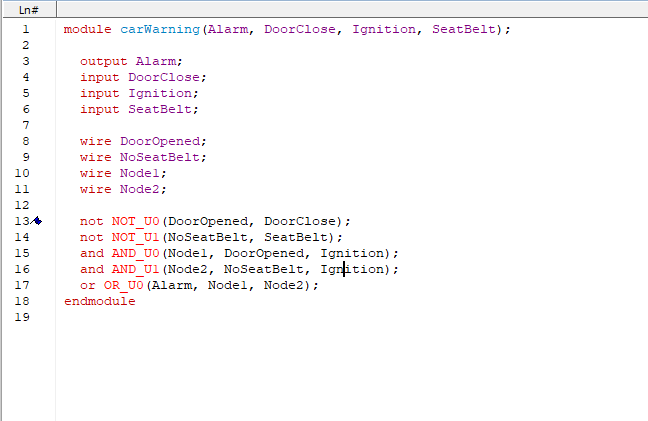 Ln#
1 module carWarning(Alarm, DoorClose, Ignition, SeatBelt);
2
3 output Alarm;
4 input DoorClose;
5 input Ignition;
6 input SeatBelt;
7
8 wire DoorOpened;
9 wire NoSeatBelt;
10 wire Node1;
11 wire Node2;
12
13 not NOT_U0(DoorOpened, DoorClose);
14 not NOT_U1(NoSeatBelt, SeatBelt);
15 and AND_U0(Node1, DoorOpened, Ignition);
16 and AND_U1(Node2, NoSeatBelt, Ignition);
17 or OR_U0(Alarm, Node1, Node2);
18 endmodule
19